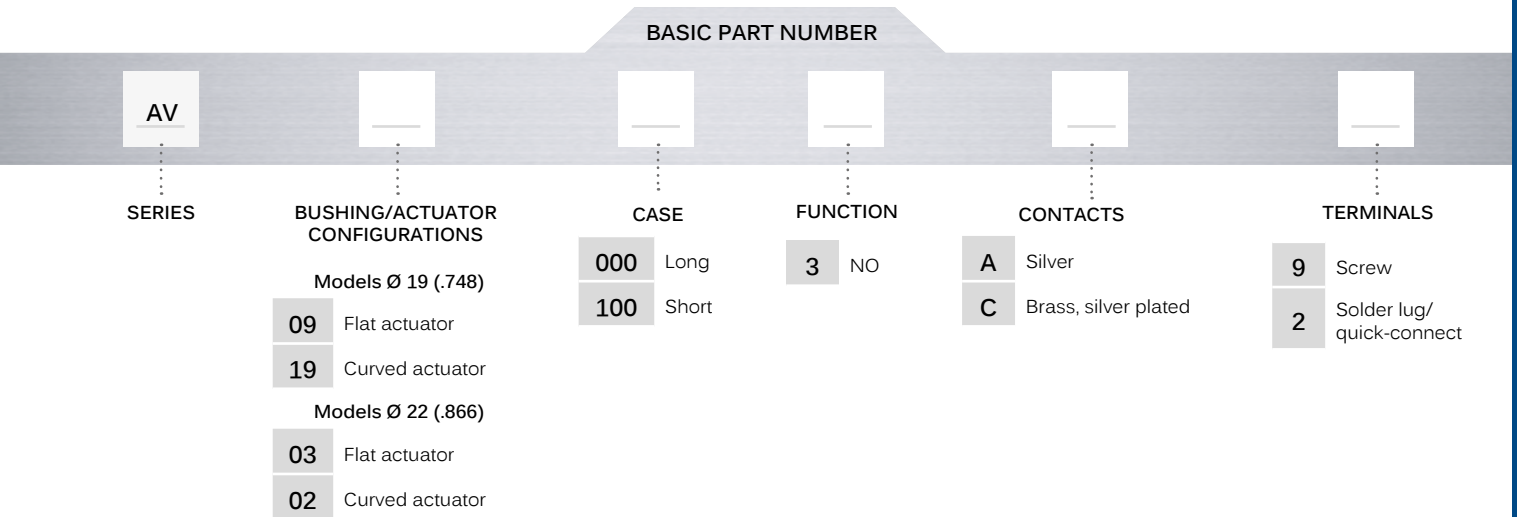 BASIC PART NUMBER
AV
SERIES
BUSHING/ACTUATOR
CONFIGURATIONS
Models Ø 19 (.748)
09 Flat actuator
19 Curved actuator
Models Ø 22 (.866)
03 Flat actuator
02 Curved actuator
CASE
000 Long
100 Short
FUNCTION
3 NO
CONTACTS
A Silver
C Brass, silver plated
TERMINALS
9 Screw
2 Solder lug/
quick-connect